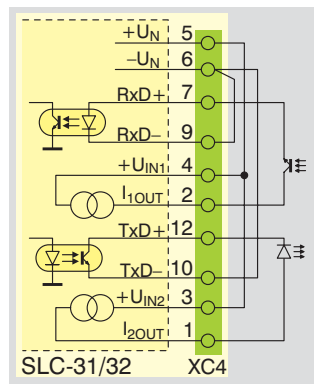 +UN 5
−UN 6
RxD+ 7
RxD− 9
+UIN1 4
I1OUT 2
TxD+ 12
TxD− 10
+UIN2 3
I2OUT 1
SLC-31/32 XC4